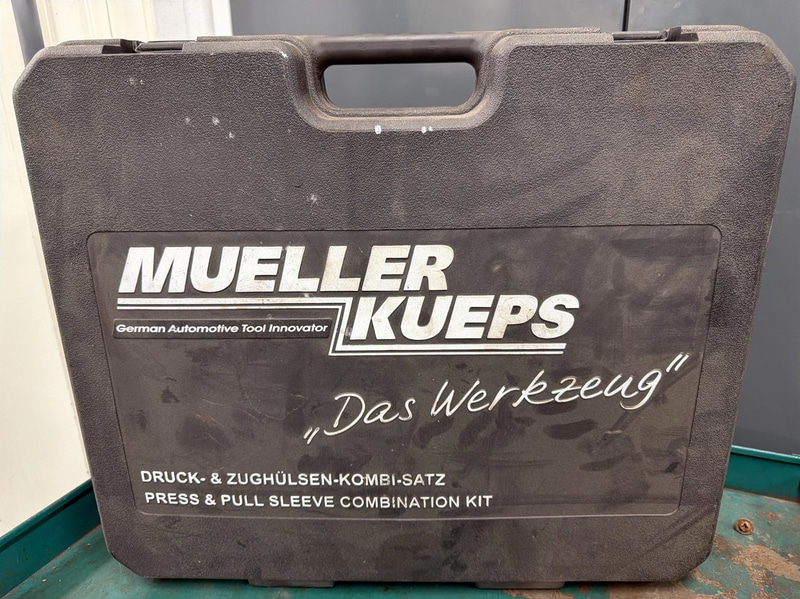 MUELLER
KUEPS
German Automotive Tool Innovator
„Das Werkzeug”
DRUCK- & ZUGHÜLSEN-KOMBI-SATZ
PRESS & PULL SLEEVE COMBINATION KIT